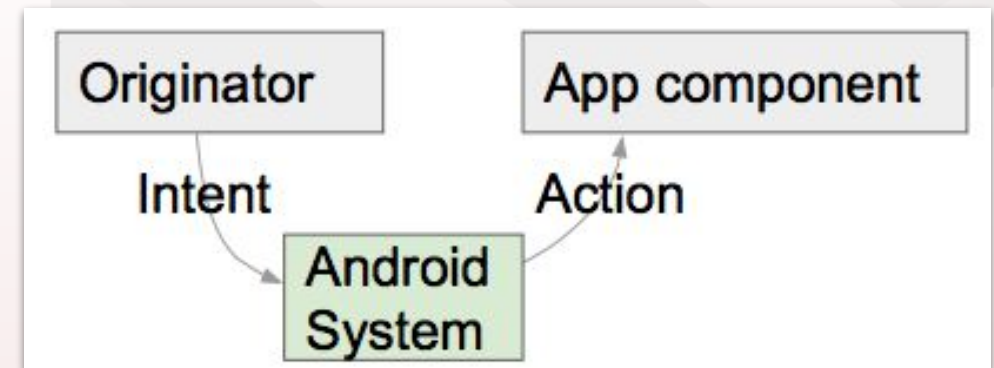 Originator
App component
Intent
Action
Android
System